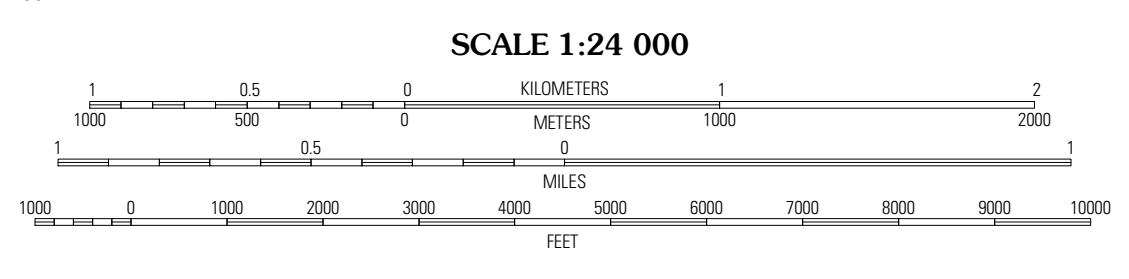 SCALE 1:24 000
1 0.5 0 KILOMETERS 1 2
1000 500 0 METERS 1000 2000
1 0.5 0 1
MILES
1000 0 1000 2000 3000 4000 5000 6000 7000 8000 9000 10000
FEET